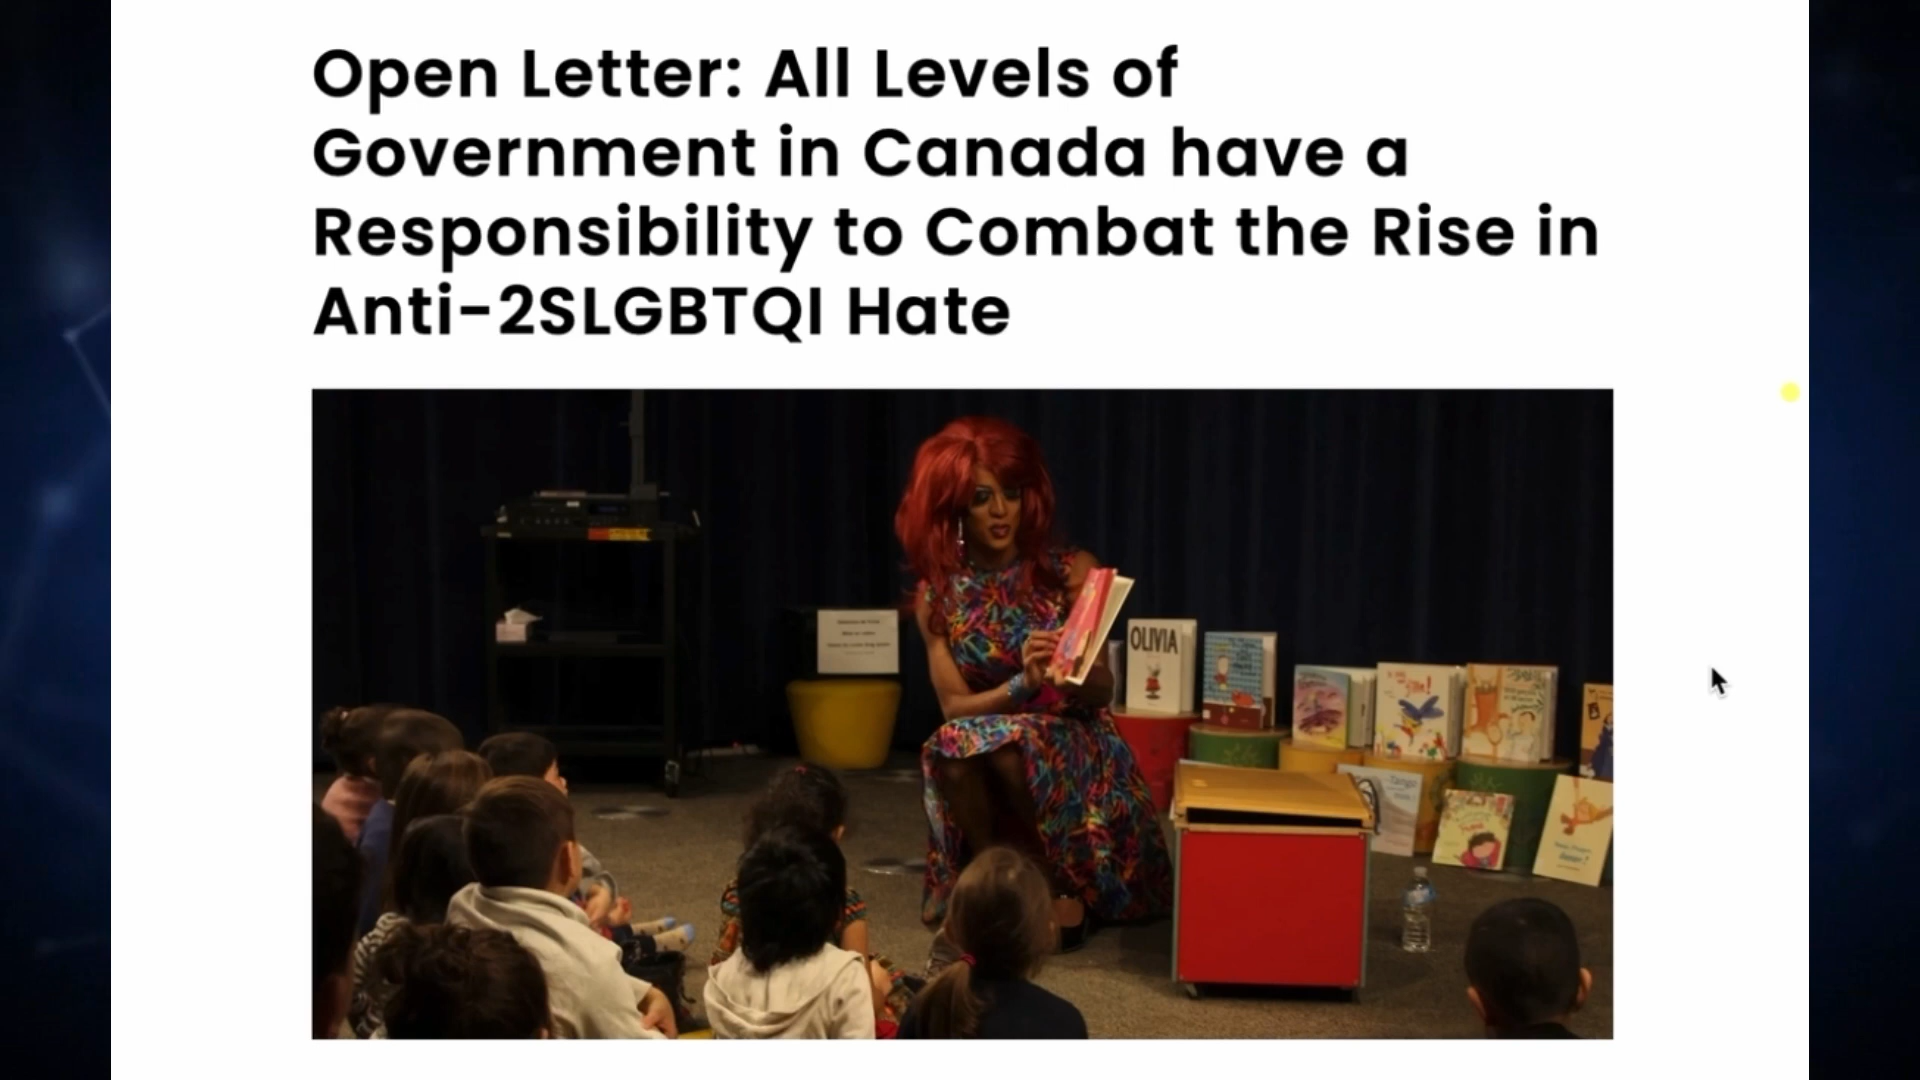 Open Letter: All Levels of
Government in Canada have a
Responsibility to Combat the Rise in
Anti-2SLGBTQI Hate
OLIVIA